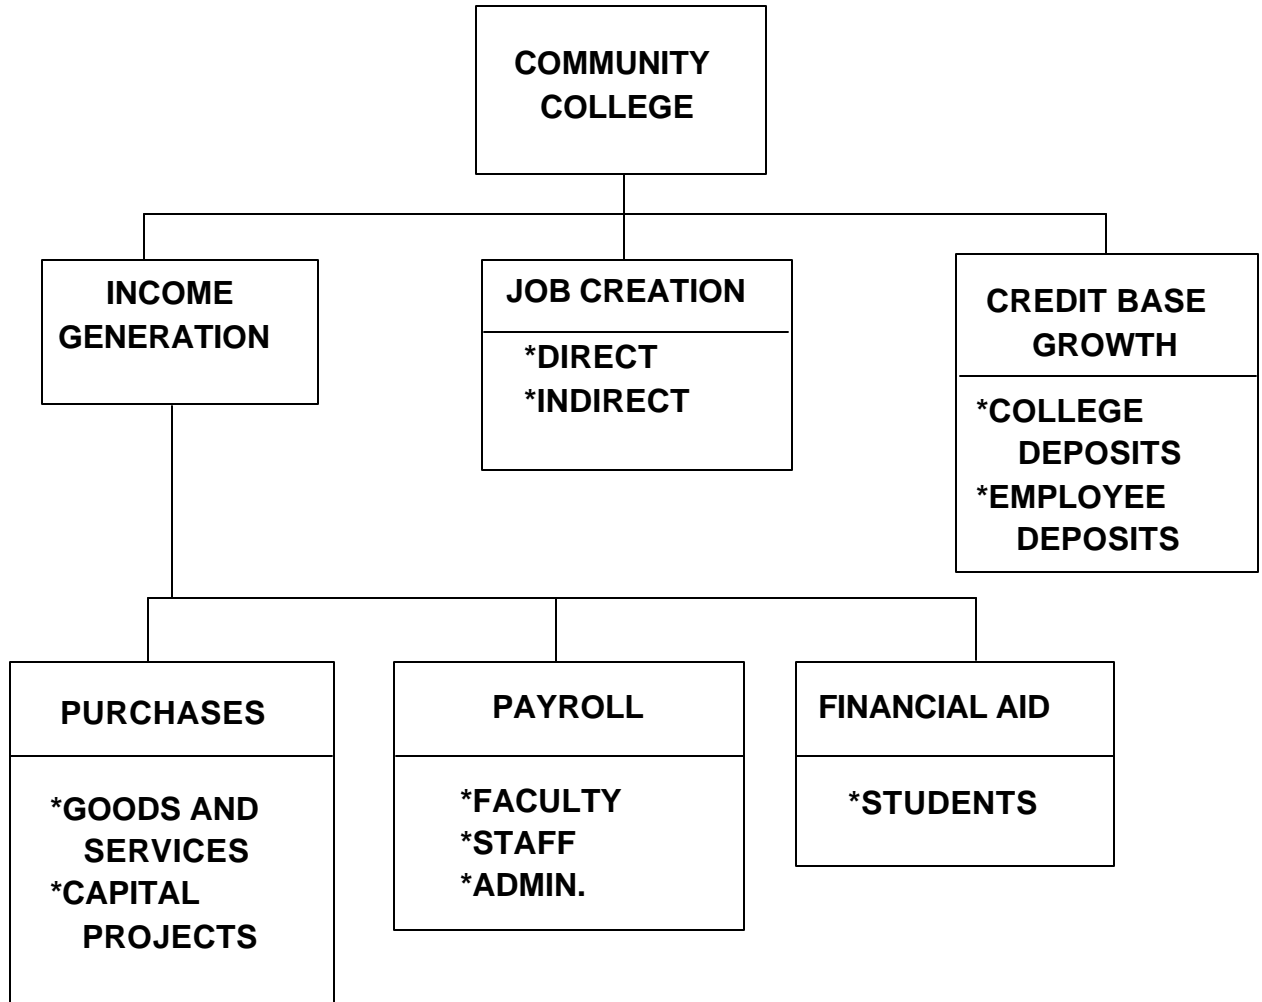 COMMUNITY
COLLEGE
INCOME
GENERATION
JOB CREATION
*DIRECT
*INDIRECT
CREDIT BASE
GROWTH
*COLLEGE
DEPOSITS
*EMPLOYEE
DEPOSITS
PURCHASES
*GOODS AND
SERVICES
*CAPITAL
PROJECTS
PAYROLL
*FACULTY
*STAFF
*ADMIN.
FINANCIAL AID
*STUDENTS